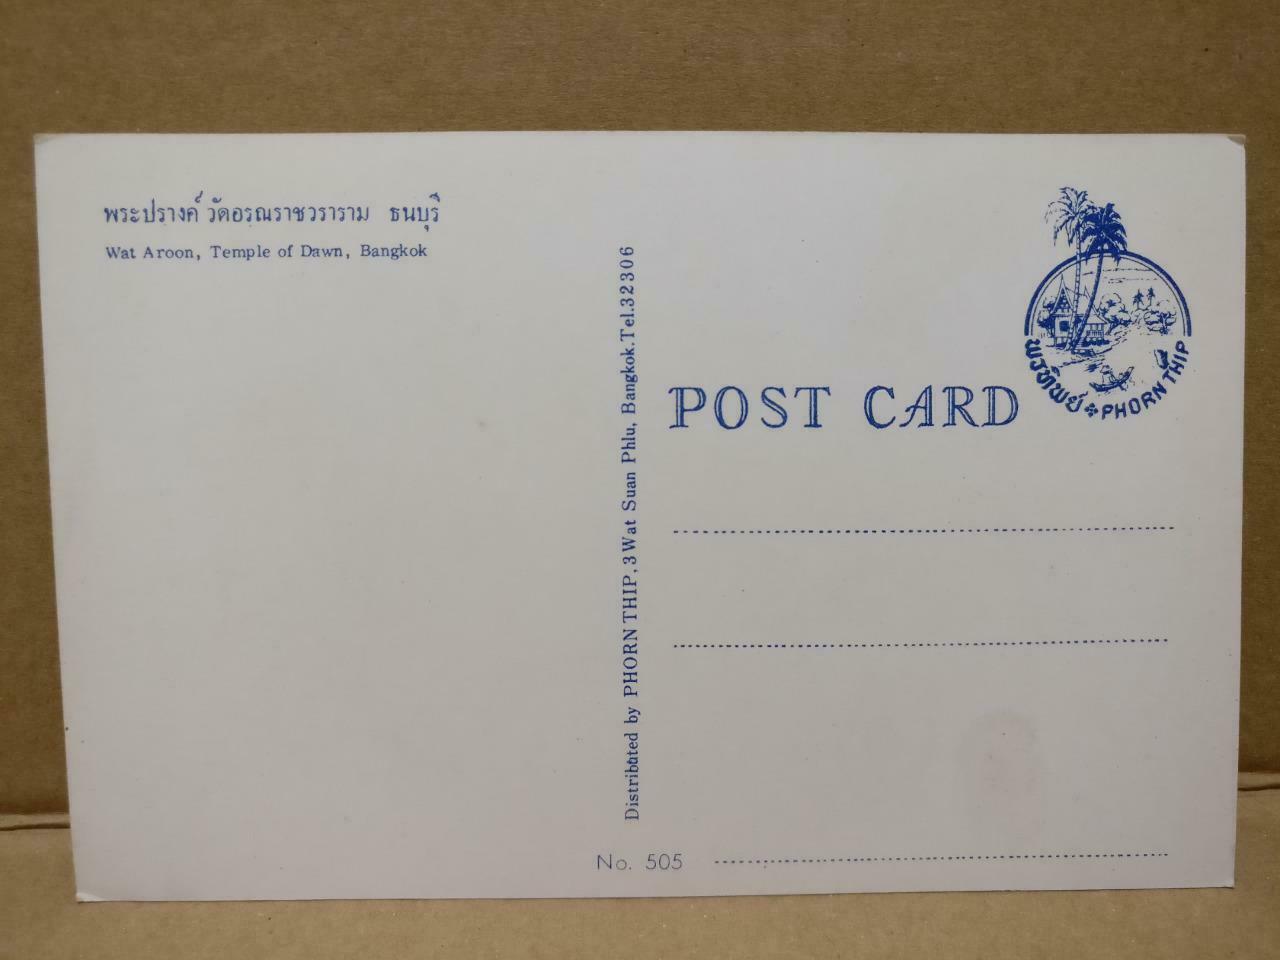 พระปรางค์ วัดอรุณราชวราราม ธนบุรี
Wat Aroon, Temple of Dawn, Bangkok
Distributed by PHORN THIP, 3 Wat Suan Phlu, Bangkok. Tel. 32306
POST CARD
พรทิพย์ PHORN THIP
No. 505